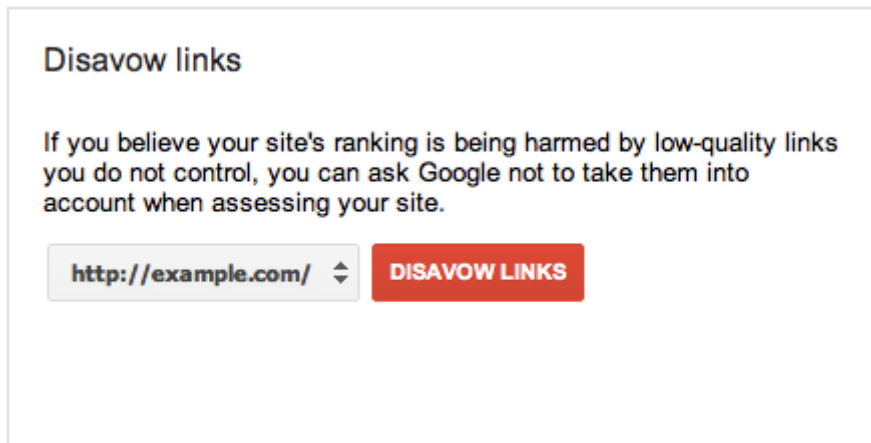 Disavow links
If you believe your site's ranking is being harmed by low-quality links
you do not control, you can ask Google not to take them into
account when assessing your site.
http://example.com/ DISAVOW LINKS